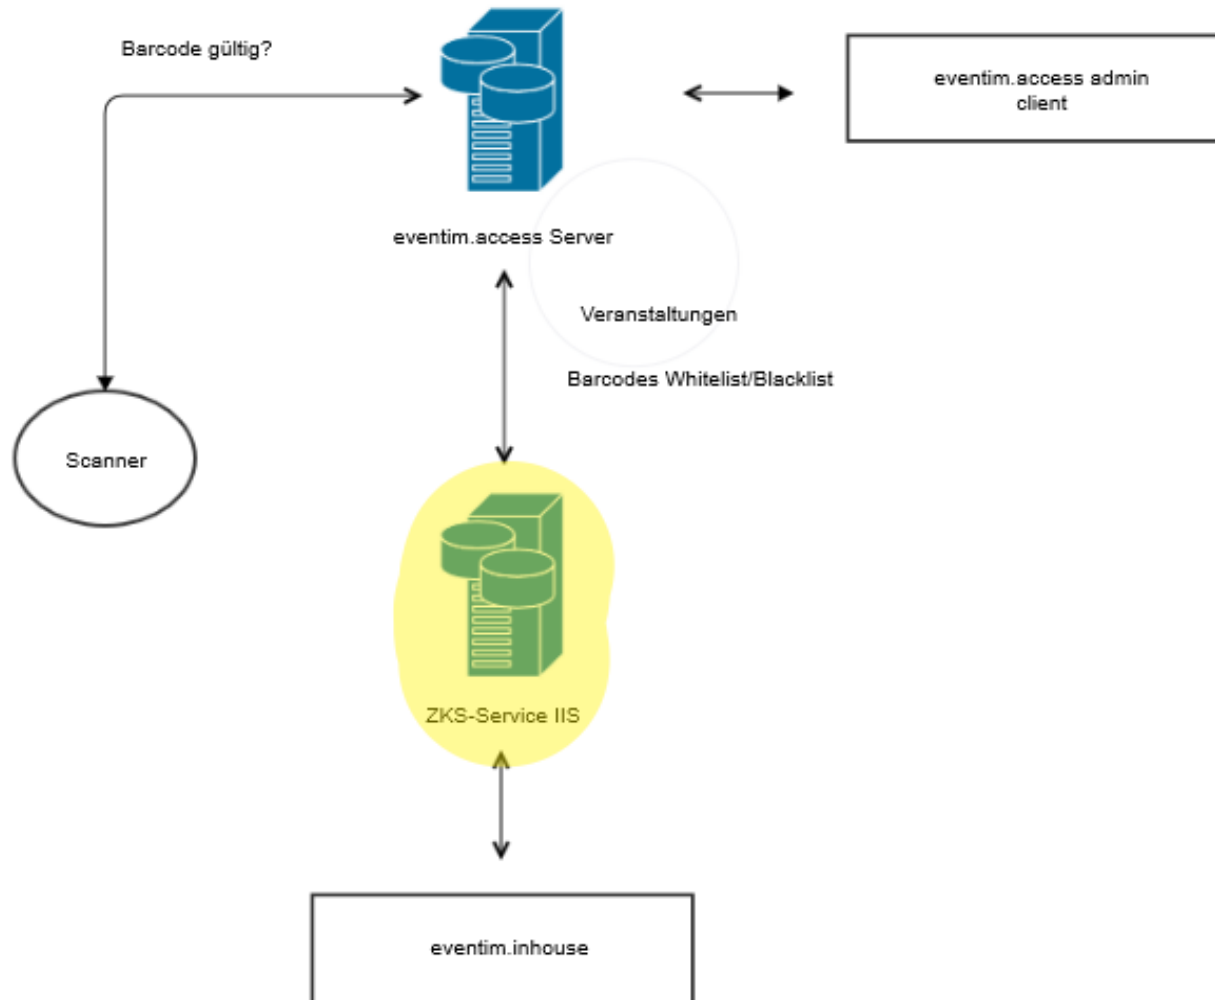 Barcode gültig?
eventim.access admin
client
eventim.access Server
Veranstaltungen
Barcodes Whitelist/Blacklist
Scanner
ZKS-Service IIS
eventim.inhouse